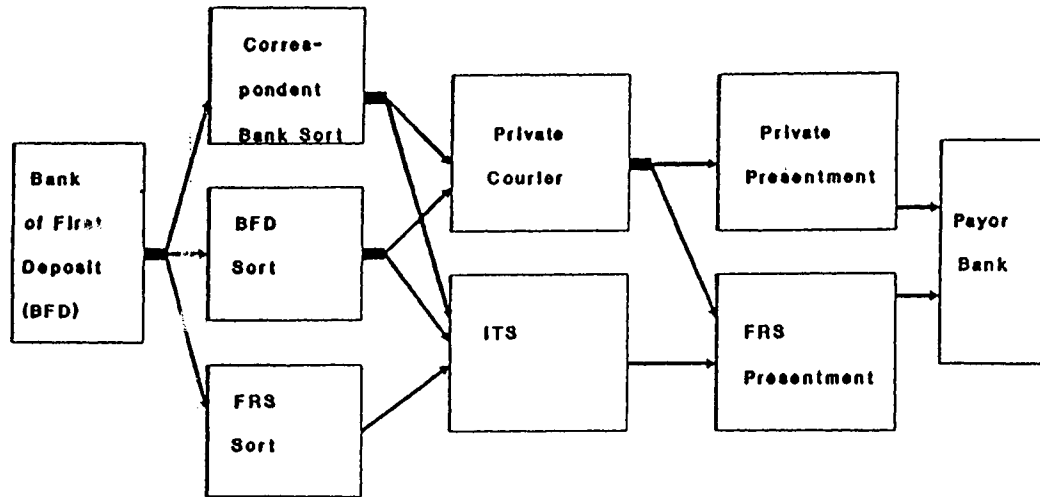 Bank
of First
Deposit
(BFD)
Corres-
pondent
Bank Sort
BFD
Sort
FRS
Sort
Private
Courier
ITS
Private
Presentment
FRS
Presentment
Payor
Bank